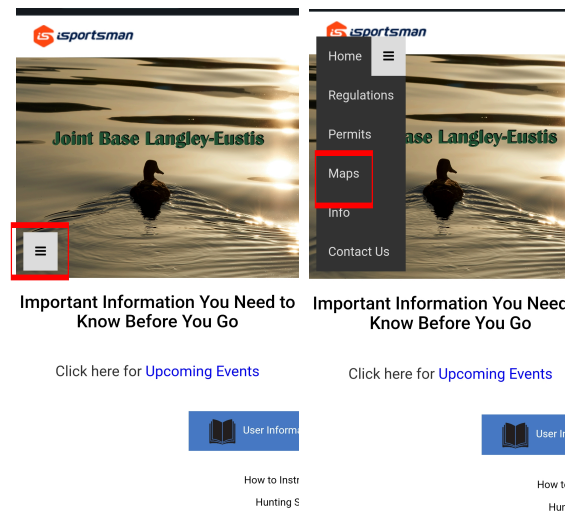 isportsman
Joint Base Langley-Eustis
Important Information You Need to
Know Before You Go
Click here for Upcoming Events
User Informa
How to Instr
Hunting S
isportsman
Home
Regulations
Permits
Maps
Info
Contact Us
ase Langley-Eustis
Important Information You Need
Know Before You Go
Click here for Upcoming Events
User In
How t
Hur